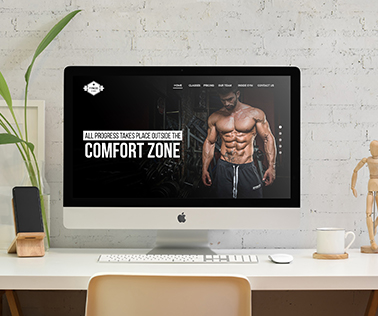 HOME CLASSES PRICING OUR TEAM INSIDE GYM CONTACT US
ALL PROGRESS TAKES PLACE OUTSIDE THE
COMFORT ZONE